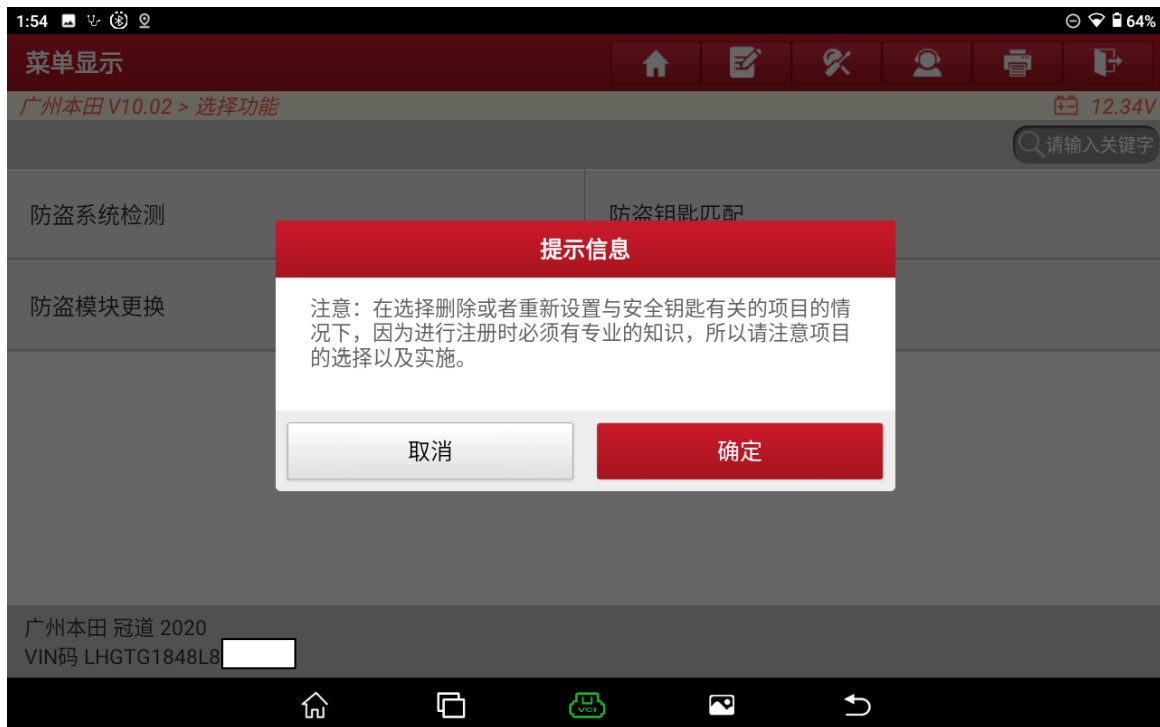 1:54
64%
菜单显示
广州本田 V10.02 > 选择功能
12.34V
请输入关键字
防盗系统检测
防盗钥匙匹配
提示信息
防盗模块更换
注意：在选择删除或者重新设置与安全钥匙有关的项目的情
况下，因为进行注册时必须有专业的知识，所以请注意项目
的选择以及实施。
取消
确定
广州本田 冠道 2020
VIN码 LHGTG1848L8
VCI